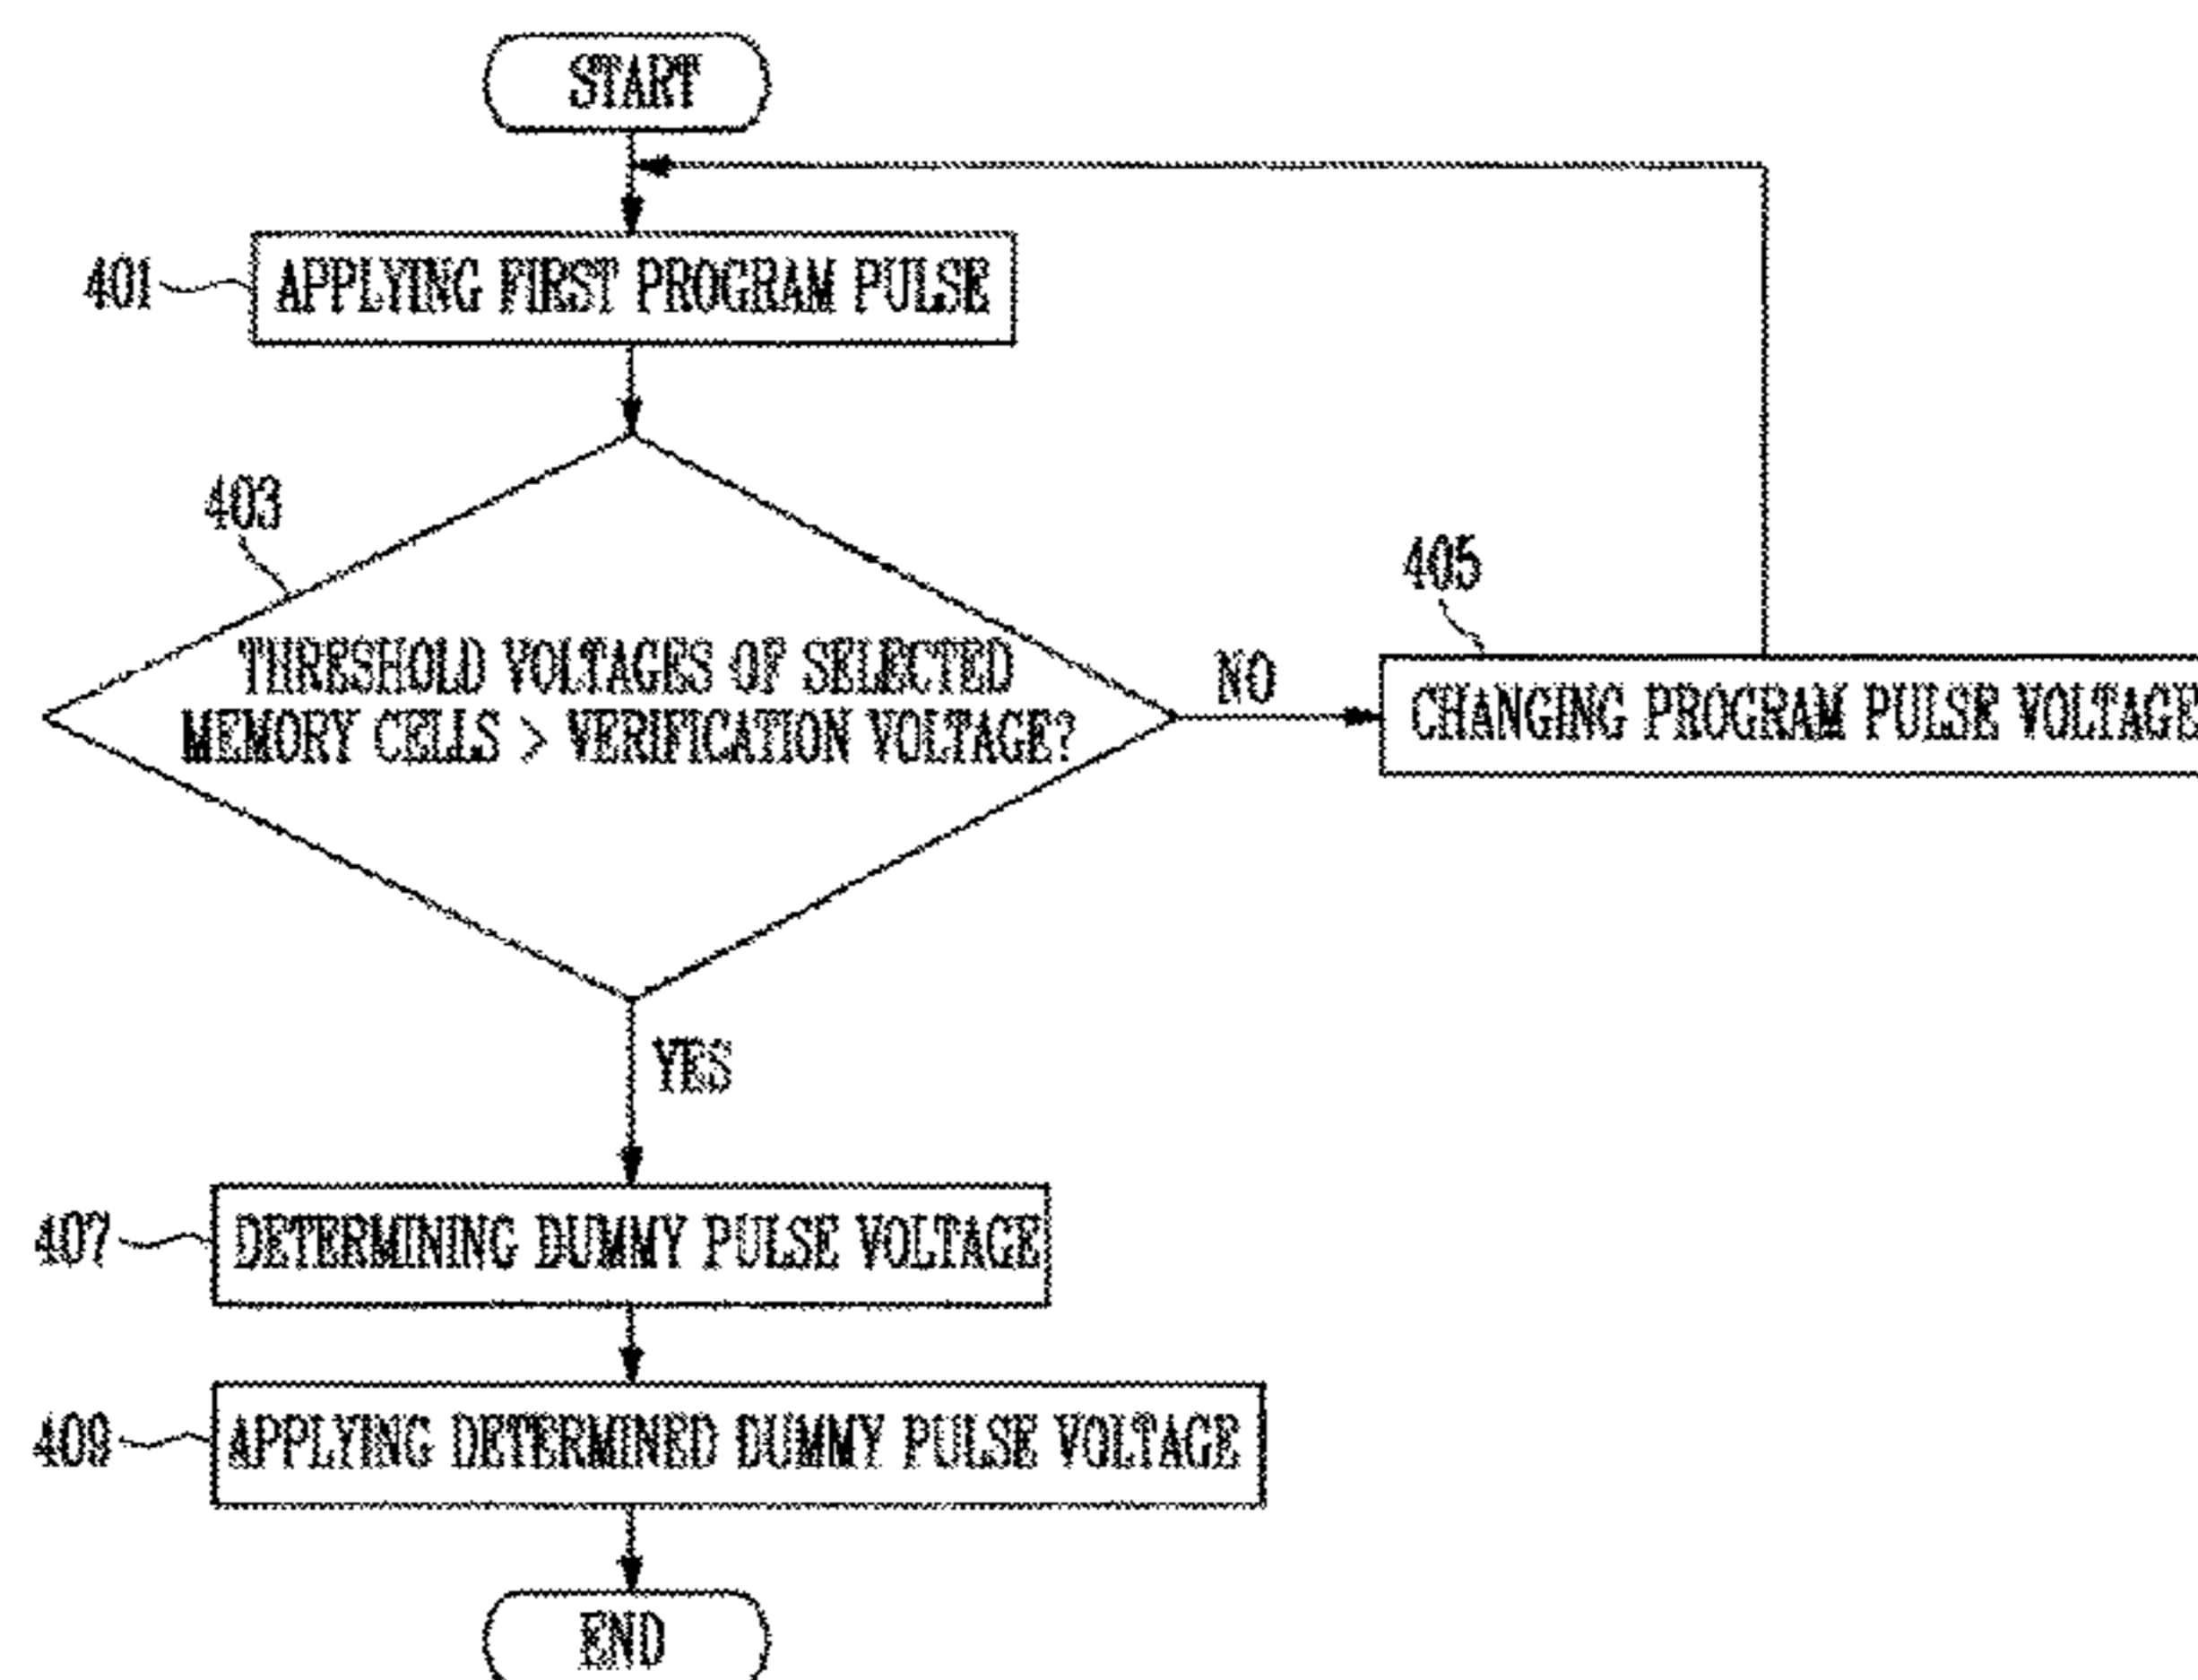 START
401
APPLYING FIRST PROGRAM PULSE
403
THRESHOLD VOLTAGES OF SELECTED
MEMORY CELLS > VERIFICATION VOLTAGE?
NO
405
CHANGING PROGRAM PULSE VOLTAGE
YES
407
DETERMINING DUMMY PULSE VOLTAGE
409
APPLYING DETERMINED DUMMY PULSE VOLTAGE
END